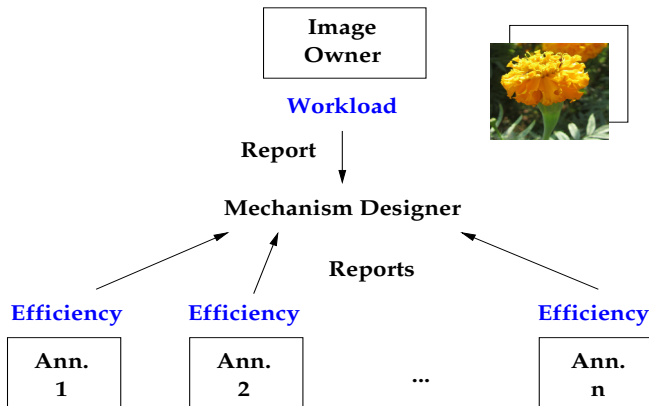 Image
Owner
Workload
Report
Mechanism Designer
Reports
Efficiency Efficiency Efficiency
Ann. Ann. Ann.
1 2 ... n